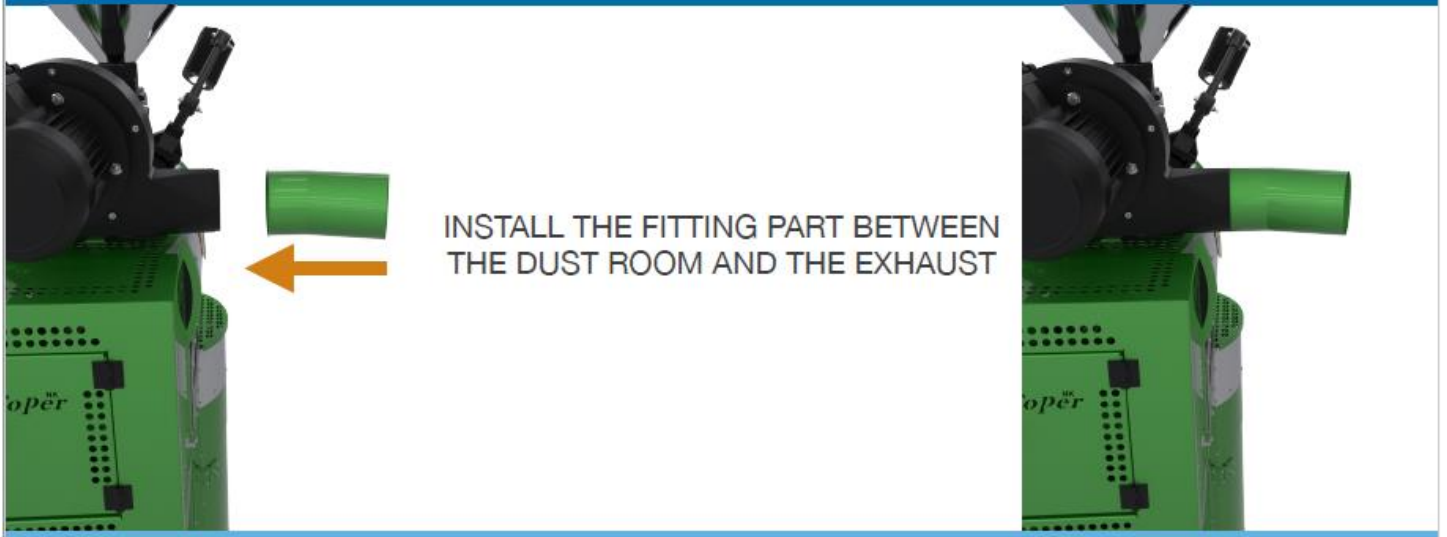 INSTALL THE FITTING PART BETWEEN
THE DUST ROOM AND THE EXHAUST